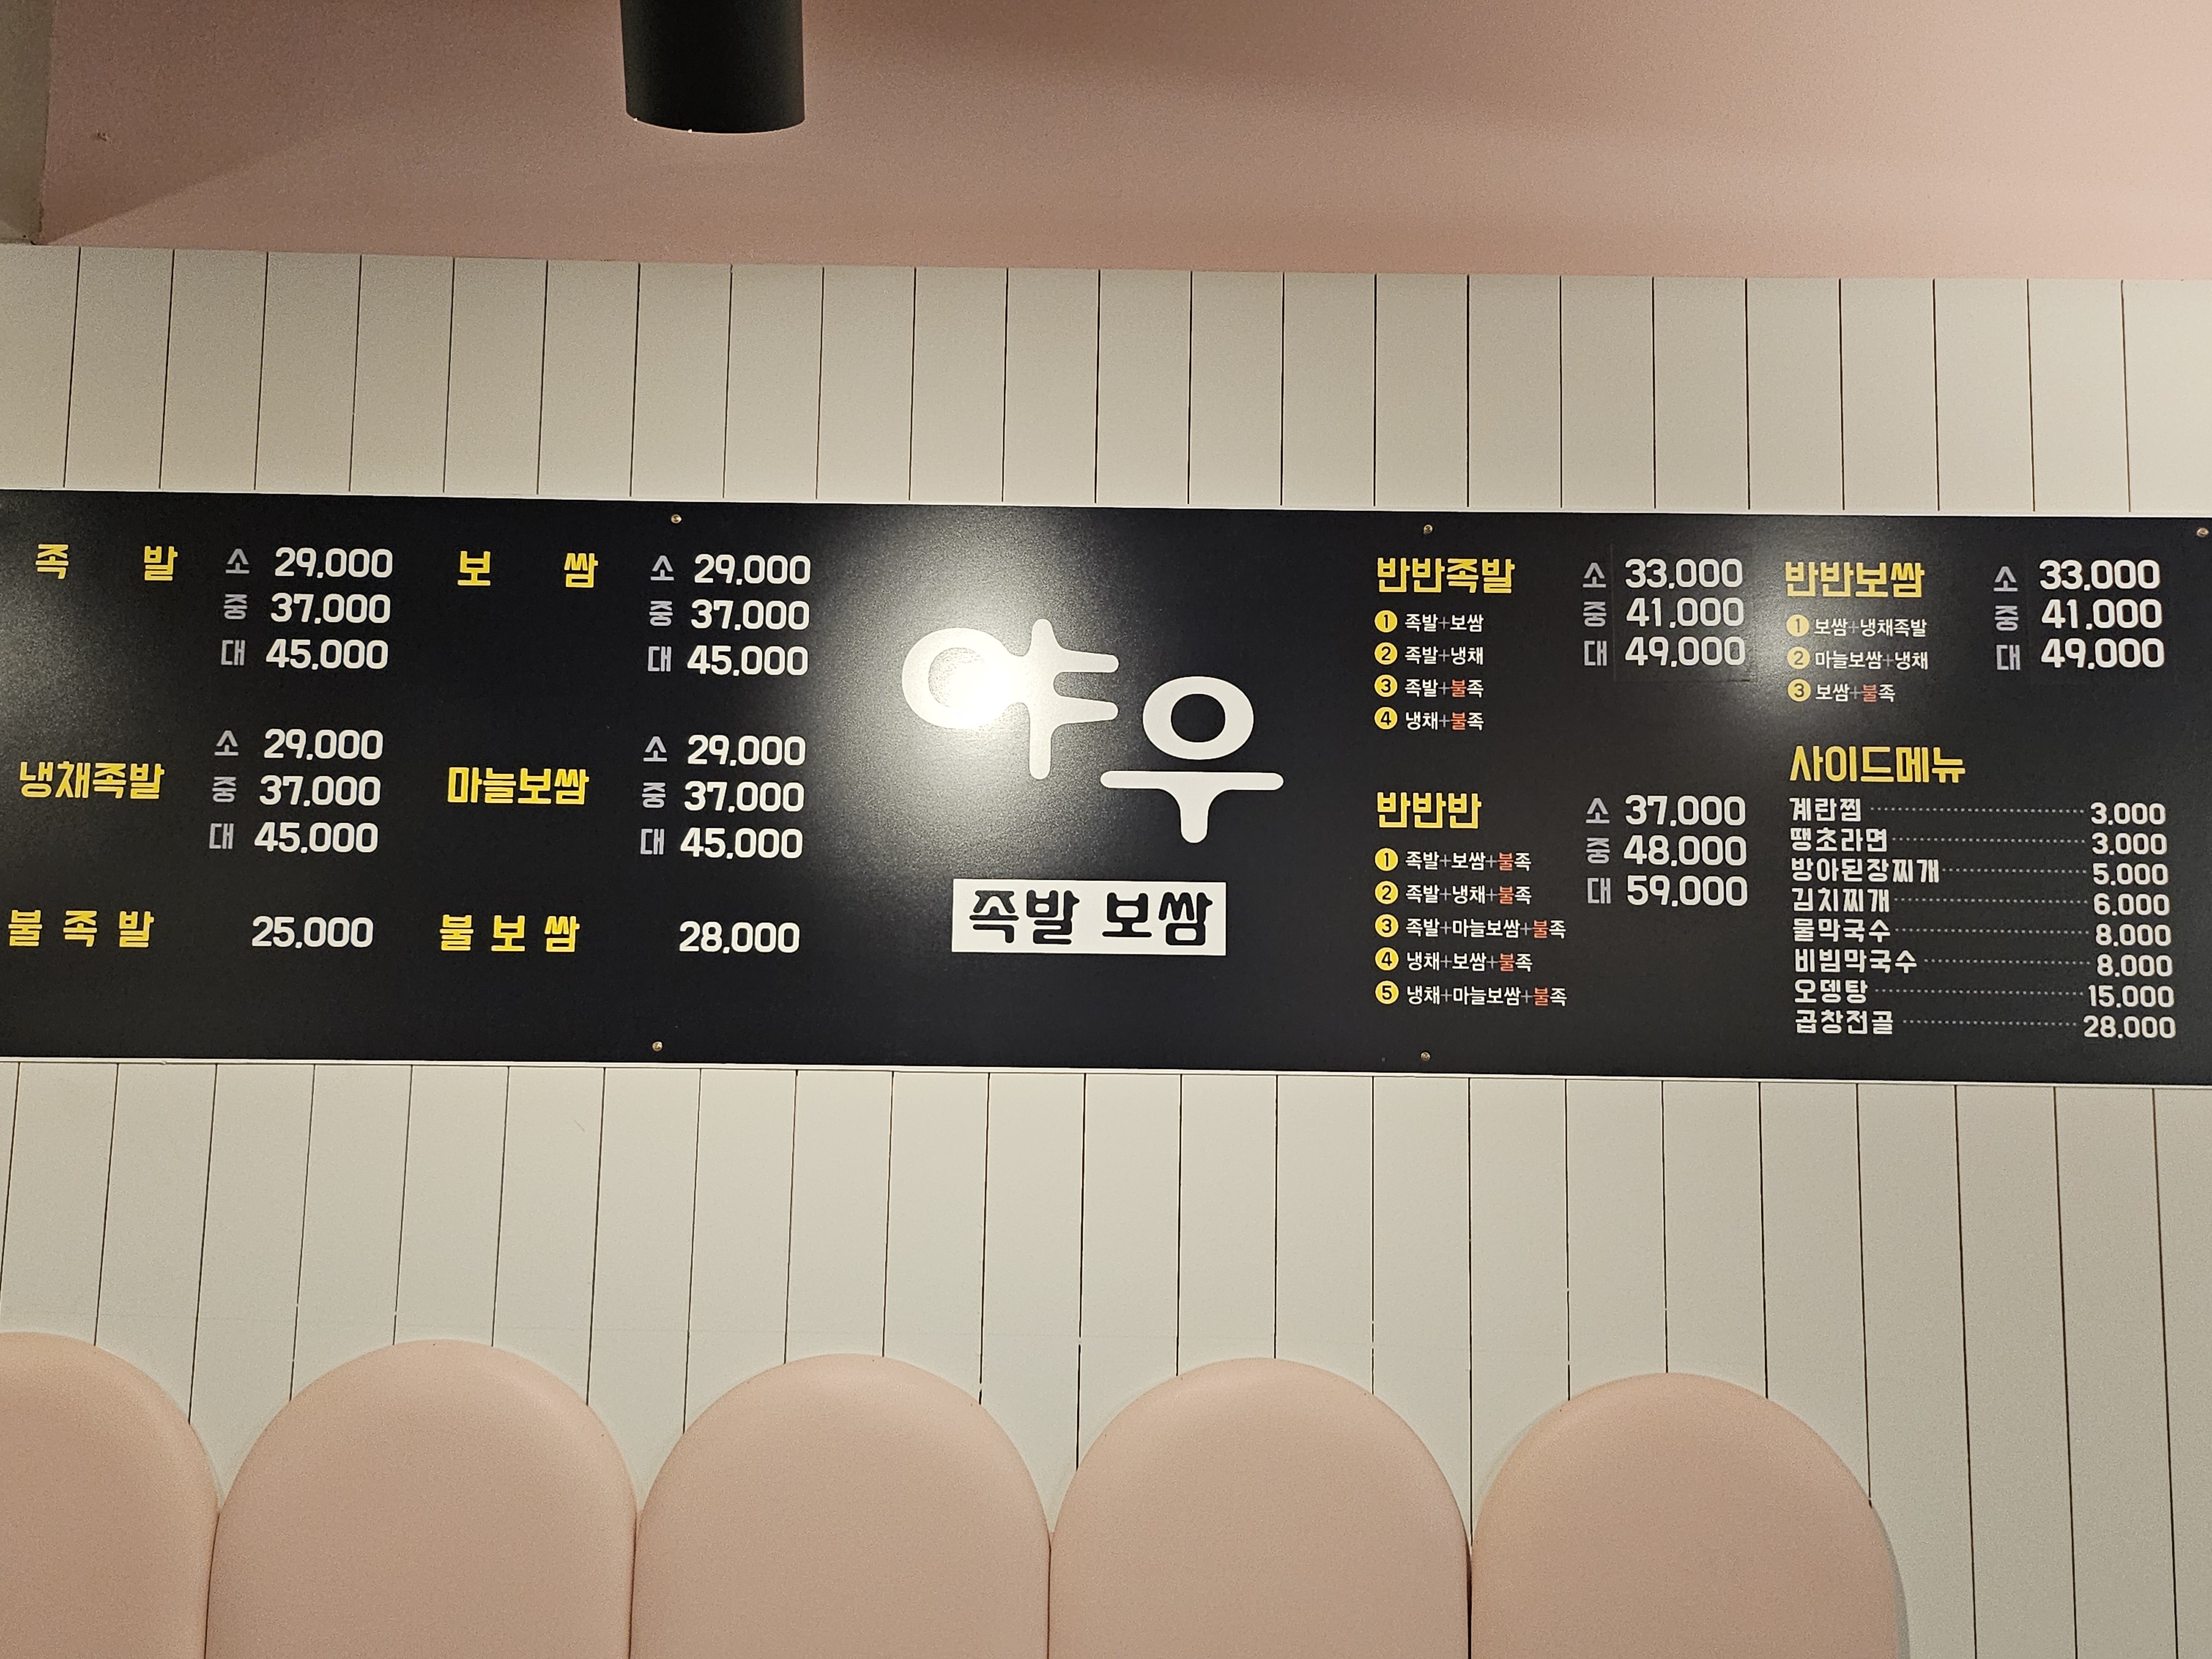 족 발 소 29,000
중 37,000
대 45,000
냉채족발 소 29,000
중 37,000
대 45,000
불 족 발 25,000
보 쌈 소 29,000
중 37,000
대 45,000
마늘보쌈 소 29,000
중 37,000
대 45,000
불 보 쌈 28,000
야우
족발 보쌈
반반족발 소 33,000
중 41,000
대 49,000
1 족발+보쌈
2 족발+냉채
3 족발+불족
4 냉채+불족
반반반 소 37,000
중 48,000
대 59,000
1 족발+보쌈+불족
2 족발+냉채+불족
3 족발+마늘보쌈+불족
4 냉채+보쌈+불족
5 냉채+마늘보쌈+불족
반반보쌈 소 33,000
중 41,000
대 49,000
1 보쌈+냉채족발
2 마늘보쌈+냉채
3 보쌈+불족
사이드메뉴
계란찜 3,000
땡초라면 3,000
방아된장찌개 5,000
김치찌개 6,000
물막국수 8,000
비빔막국수 8,000
오뎅탕 15,000
곱창전골 28,000